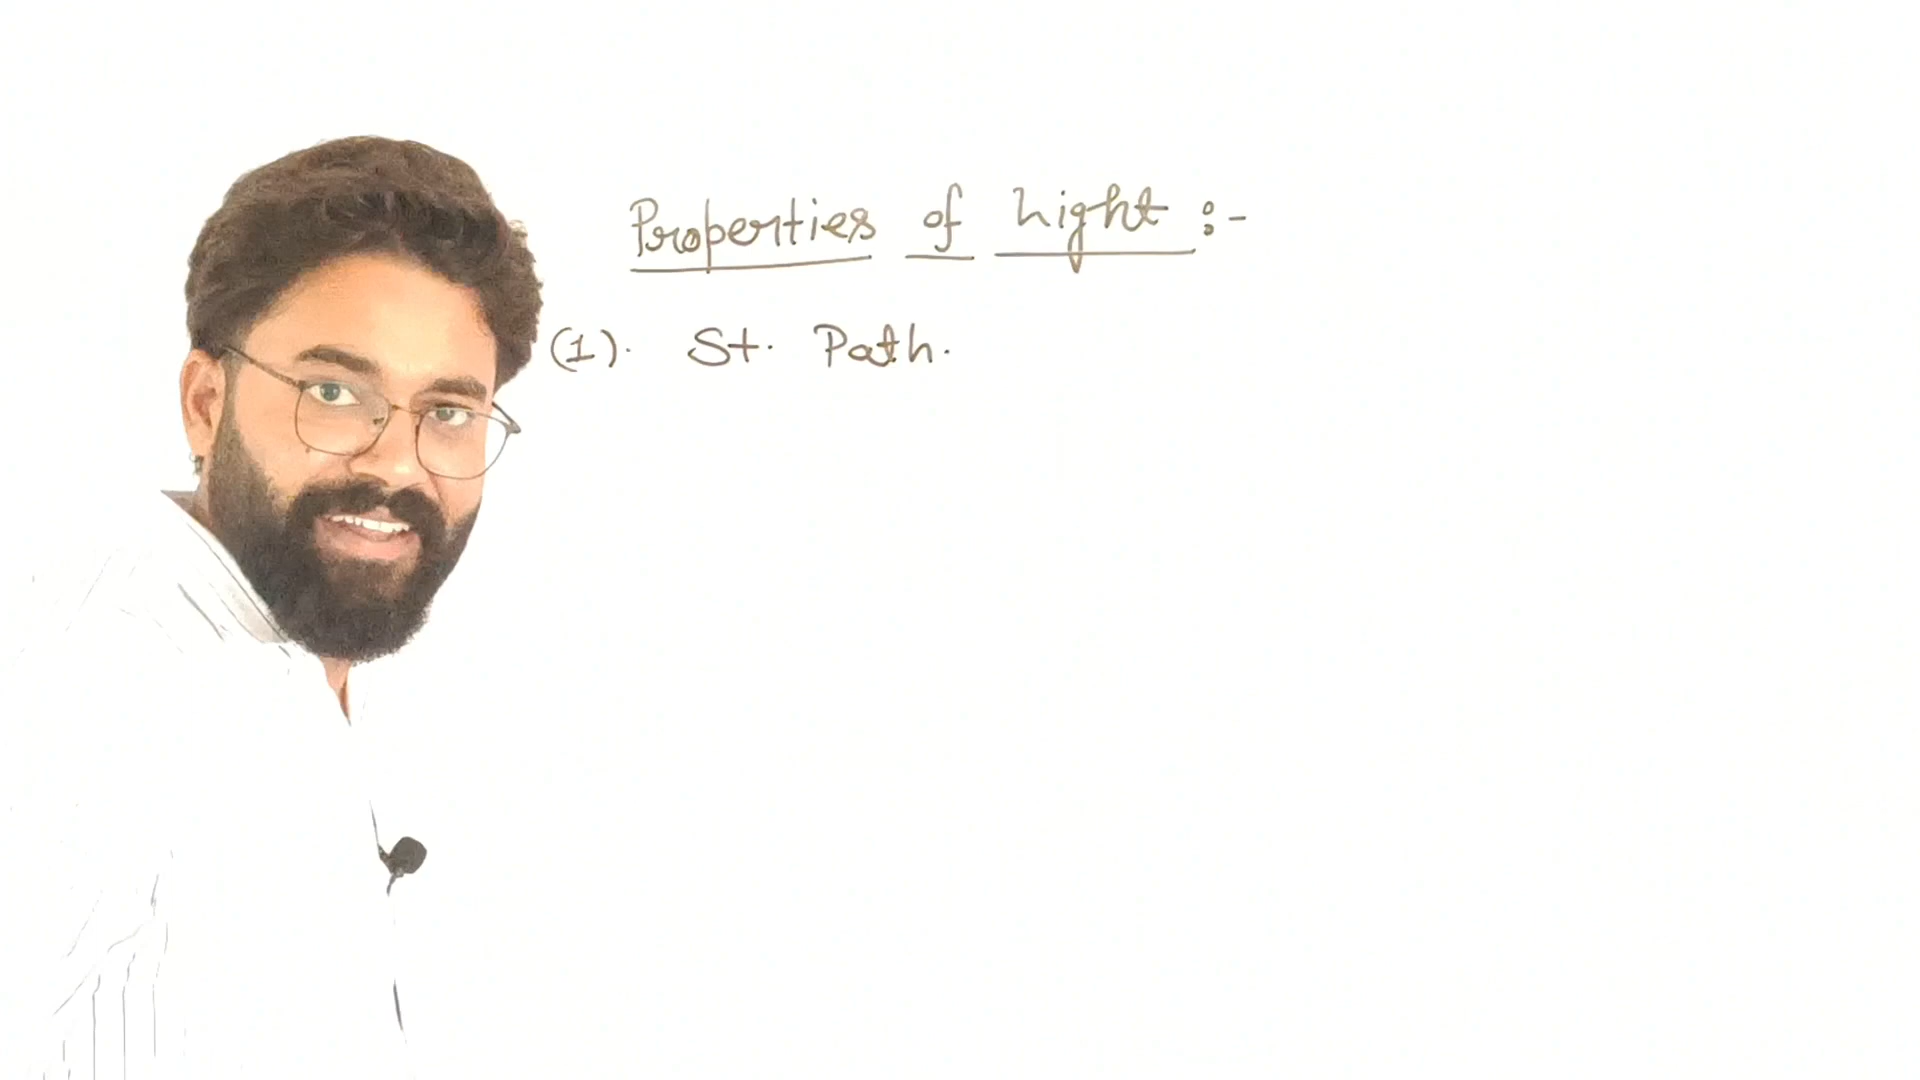 Properties of Light :-
(1). St. Path.